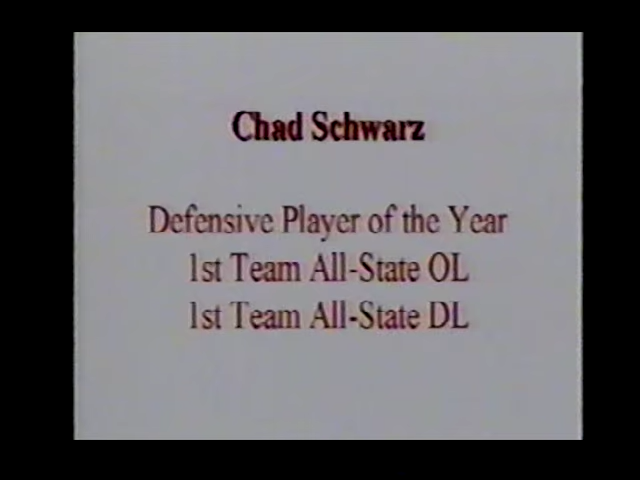 Chad Schwarz
Defensive Player of the Year
1st Team All-State OL
1st Team All-State DL